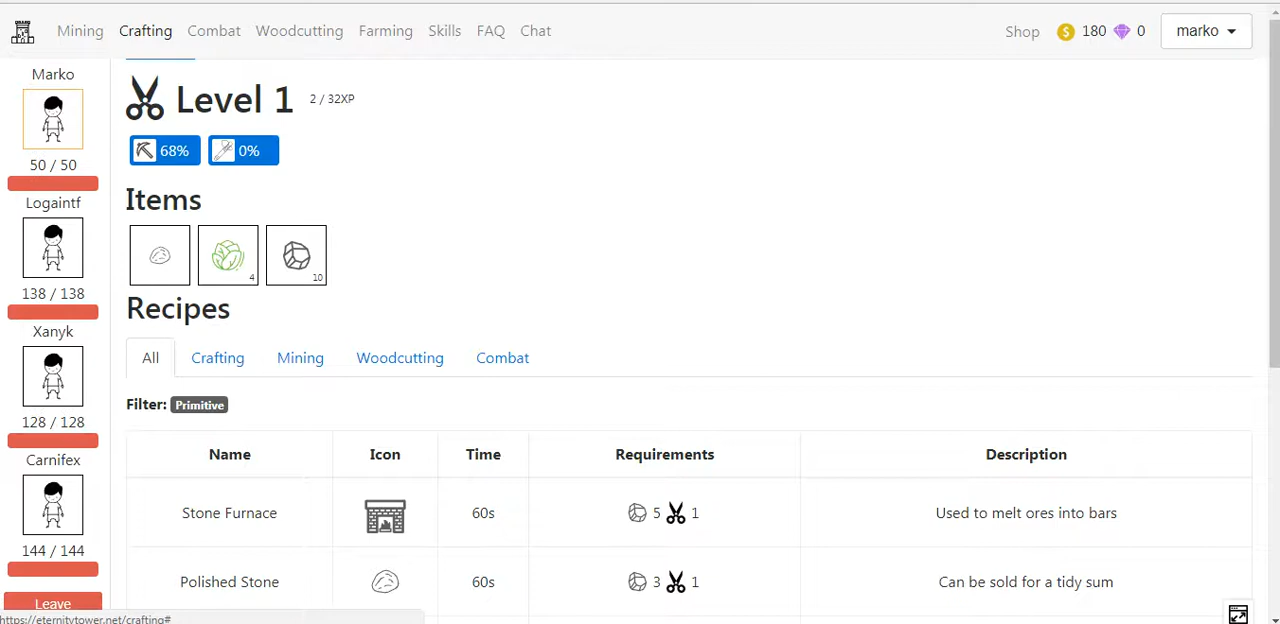 Mining Crafting Combat Woodcutting Farming Skills FAQ Chat Shop 180 0 marko
Marko
50 / 50
Logaintf
138 / 138
Xanyk
128 / 128
Carnifex
144 / 144
Leave
Level 1 2 / 32XP
68% 0%
Items
4 10
Recipes
All Crafting Mining Woodcutting Combat
Filter: Primitive
Name Icon Time Requirements Description
Stone Furnace 60s 5 1 Used to melt ores into bars
Polished Stone 60s 3 1 Can be sold for a tidy sum
https://eternitytower.net/crafting#